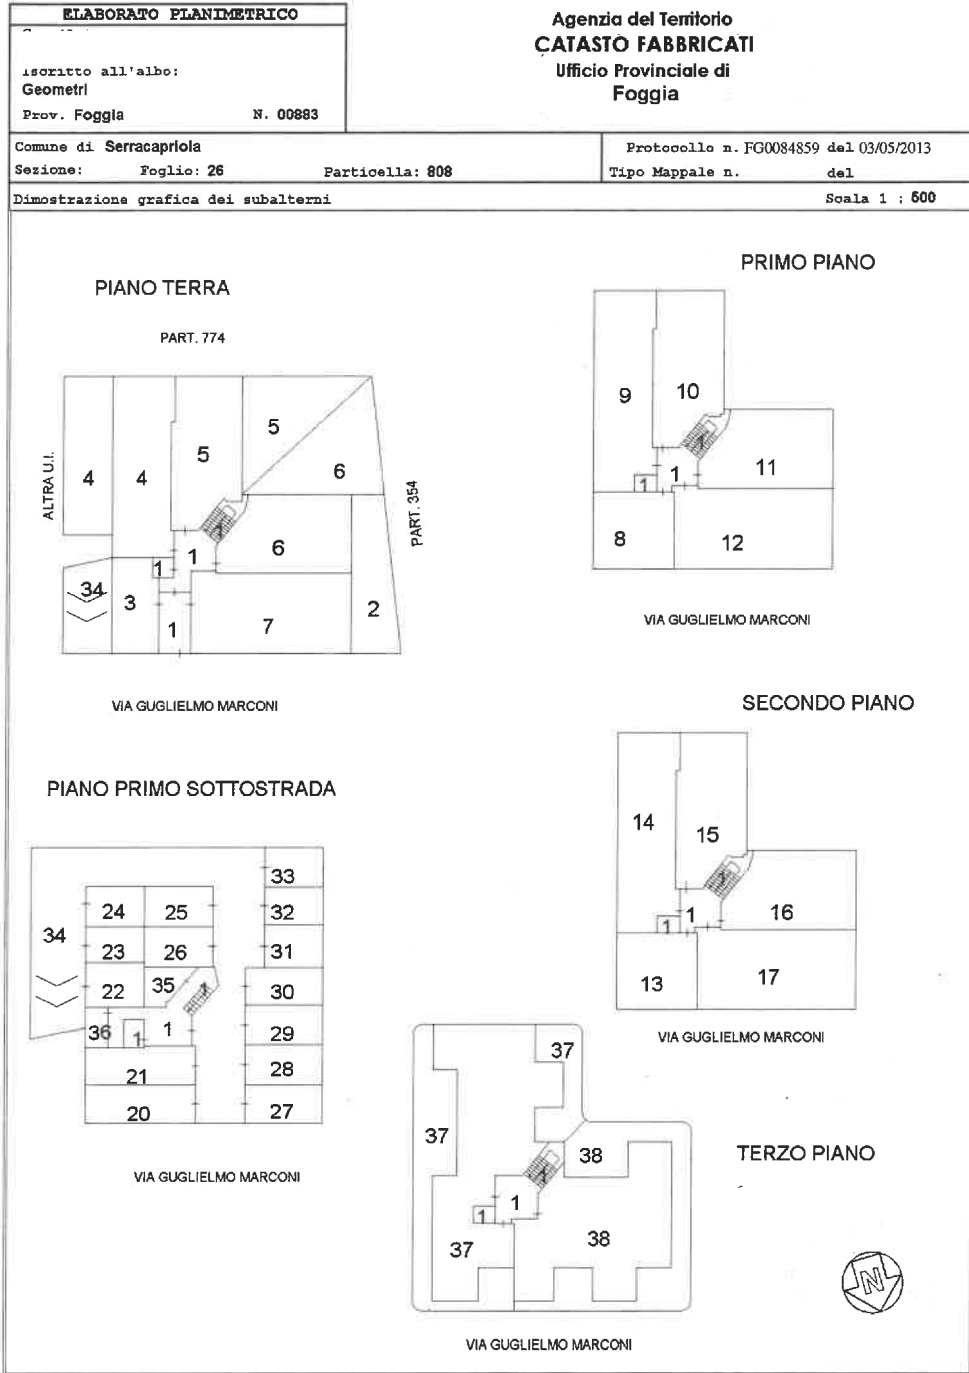 ELABORATO PLANIMETRICO
Iscritto all'albo:
Geometri
Prov. Foggia N. 00883
Agenzia del Territorio
CATASTO FABBRICATI
Ufficio Provinciale di
Foggia
Comune di Serracapriola
Sezione: Foglio: 26 Particella: 808
Protocollo n. FG0084859 del 03/05/2013
Tipo Mappale n. del
Dimostrazione grafica dei subalterni Scala 1 : 500
PIANO TERRA
PART. 774
ALTRA U.I.
4
4
5
5
6
6
PART. 354
1
1
1
34
3
1
7
2
VIA GUGLIELMO MARCONI
PRIMO PIANO
9
10
1
11
1
1
8
12
VIA GUGLIELMO MARCONI
SECONDO PIANO
14
15
1
16
1
1
13
17
VIA GUGLIELMO MARCONI
PIANO PRIMO SOTTOSTRADA
33
24
25
32
34
23
26
31
22
35
1
30
36
1
1
29
21
28
20
27
VIA GUGLIELMO MARCONI
TERZO PIANO
37
37
38
1
1
1
37
38
N
VIA GUGLIELMO MARCONI